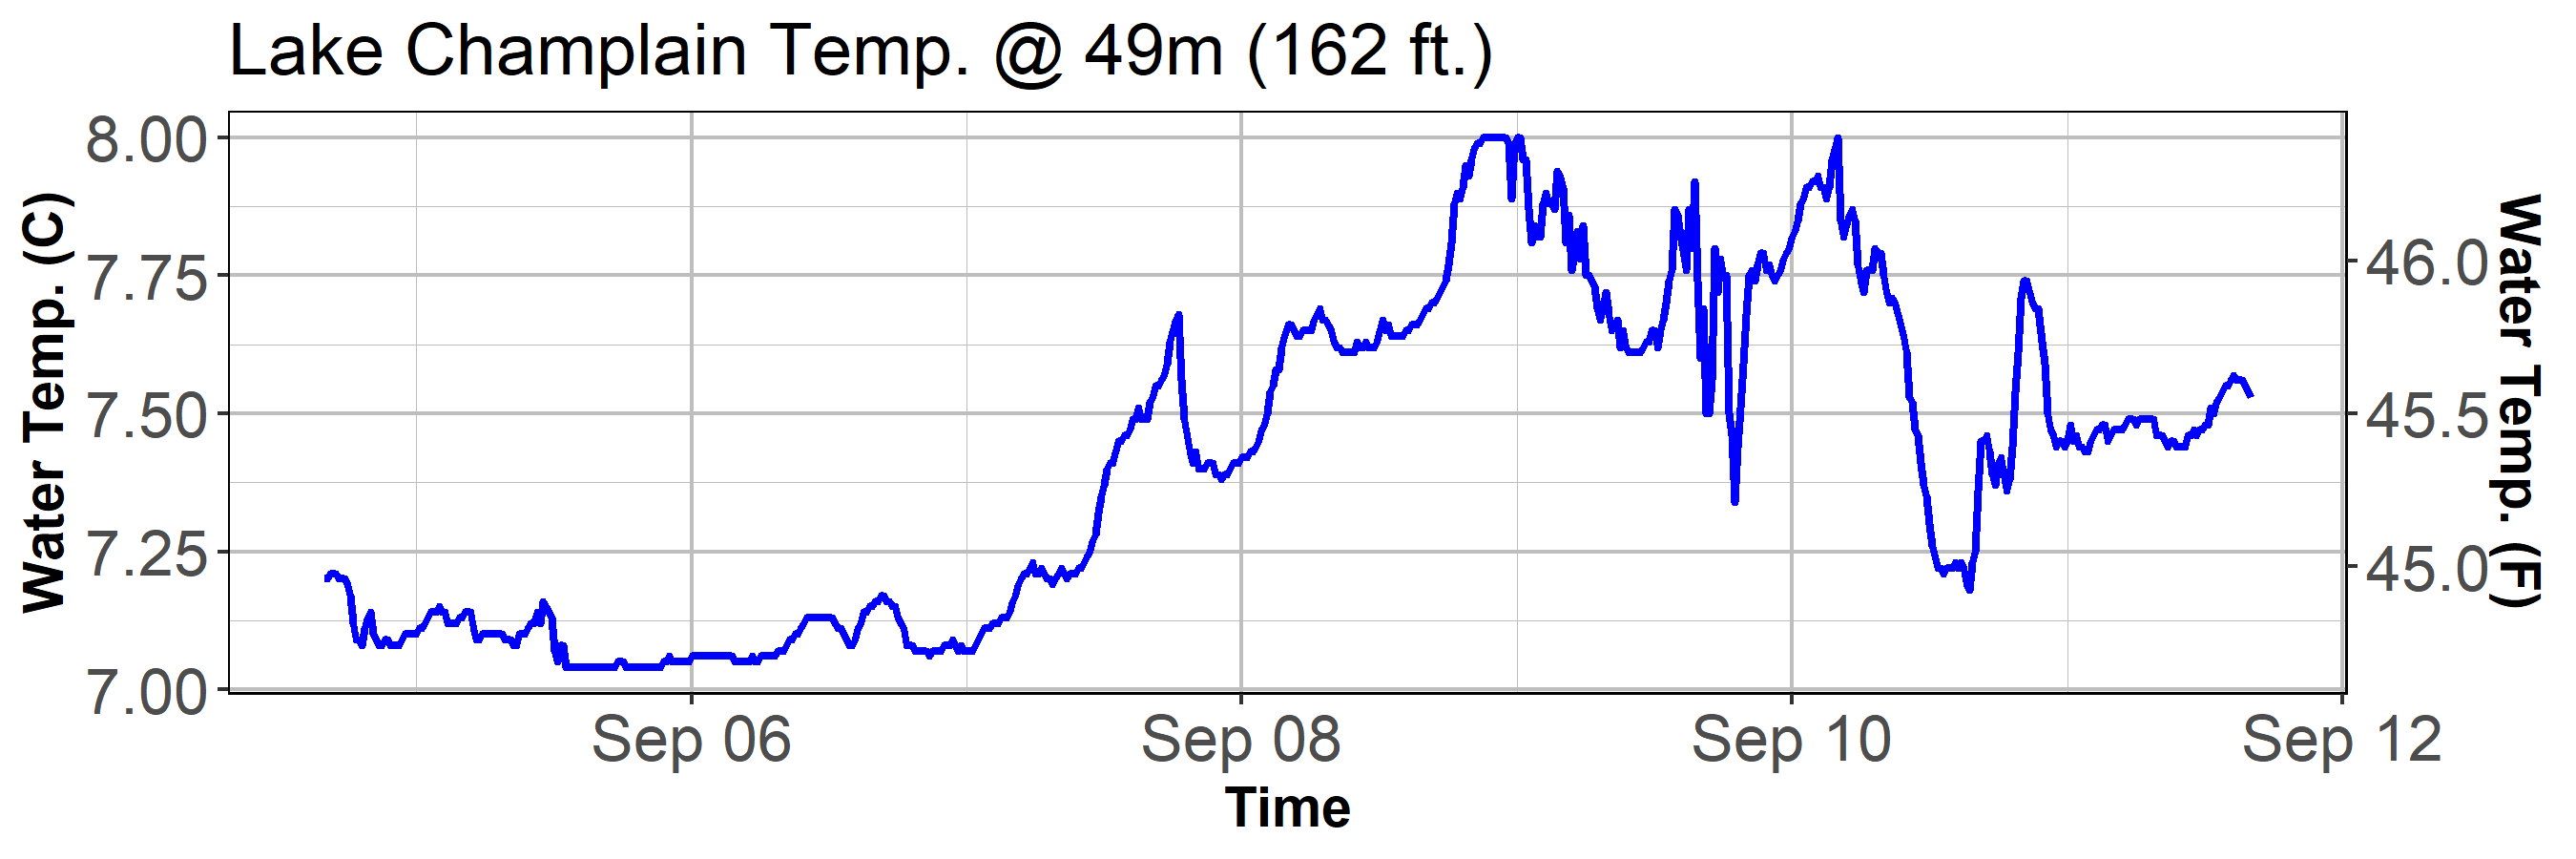 Lake Champlain Temp. @ 49m (162 ft.)
Water Temp. (C)
8.00
7.75
7.50
7.25
7.00
46.0
45.5
45.0
Water Temp. (F)
Sep 06
Sep 08
Sep 10
Sep 12
Time